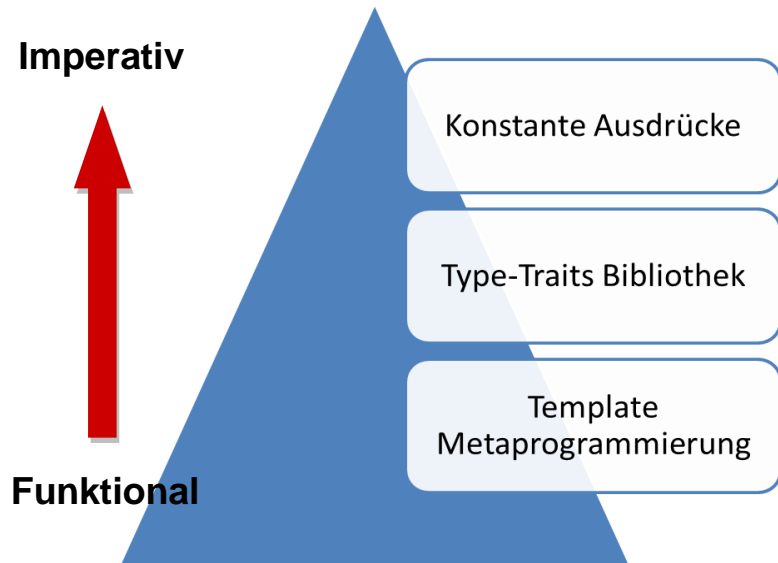 Imperativ
Konstante Ausdrücke
Type-Traits Bibliothek
Template
Metaprogrammierung
Funktional